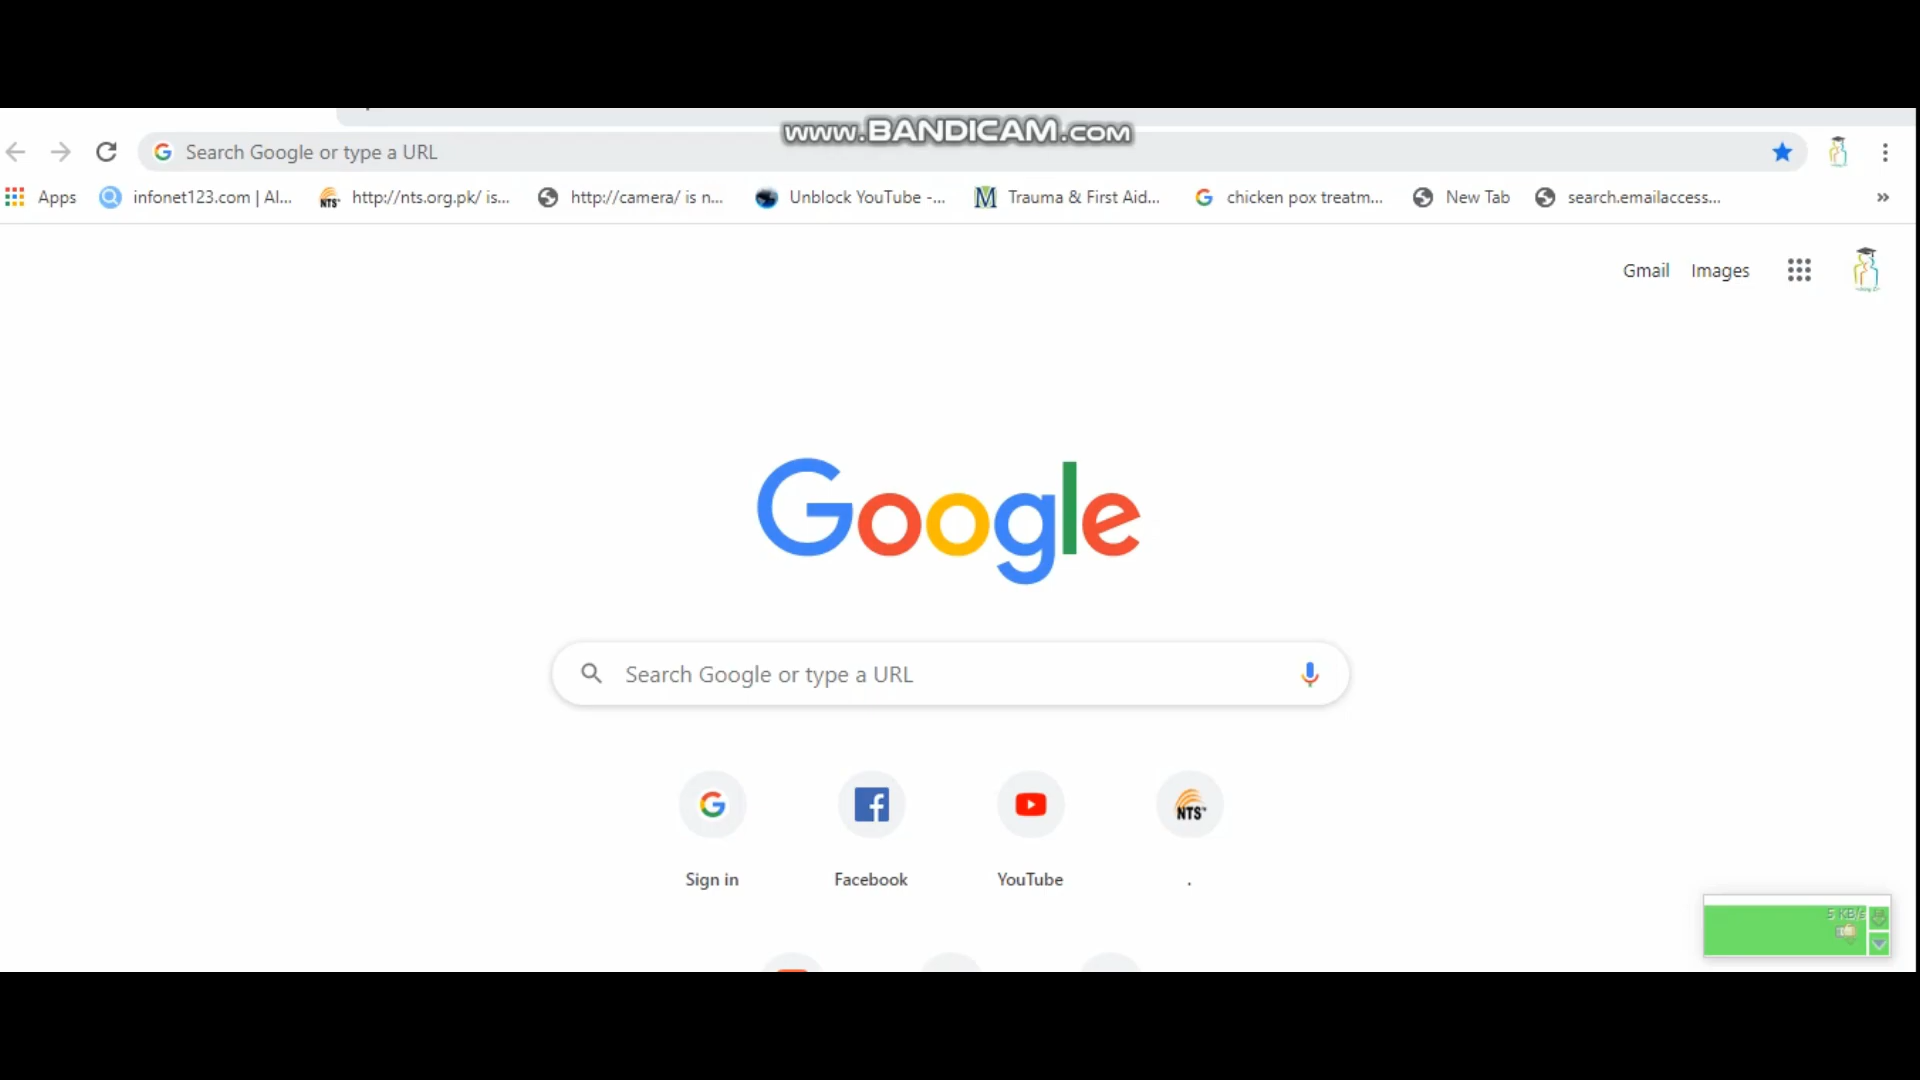 www.BANDICAM.com
Search Google or type a URL
Apps infonet123.com | Al... http://nts.org.pk/ is... http://camera/ is n... Unblock YouTube -... Trauma & First Aid... chicken pox treatm... New Tab search.emailaccess... »
Gmail Images
Google
Search Google or type a URL
NTS
Sign in Facebook YouTube .
5 KB/s